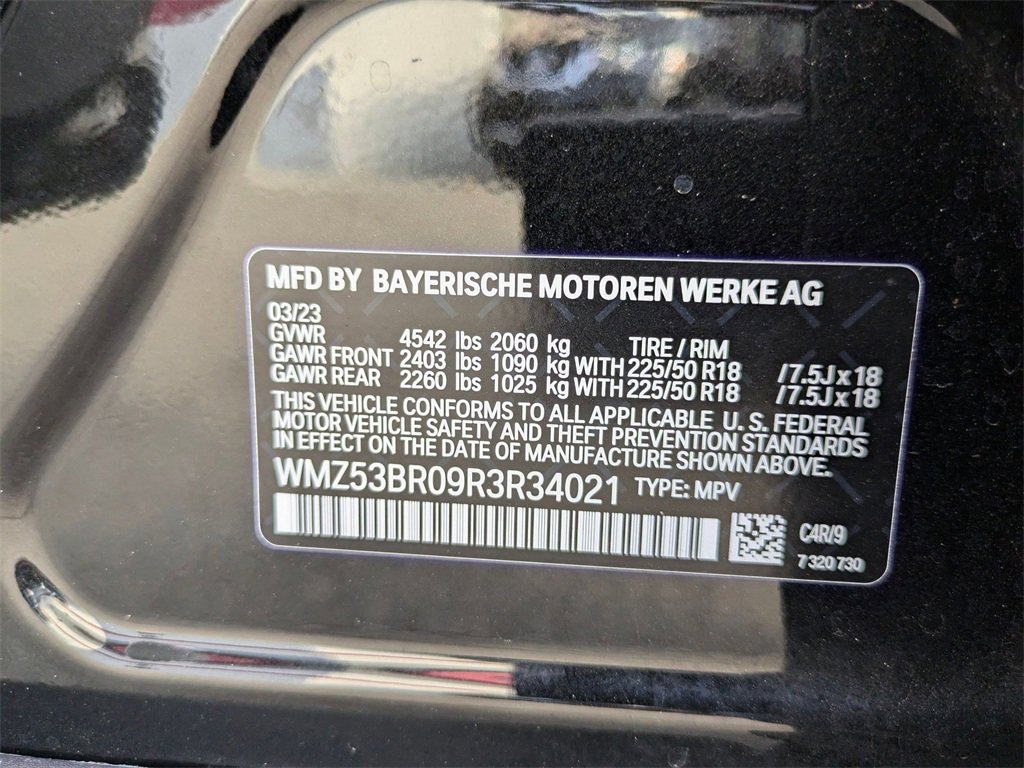 MFD BY BAYERISCHE MOTOREN WERKE AG
03/23
GVWR 4542 lbs 2060 kg TIRE / RIM
GAWR FRONT 2403 lbs 1090 kg WITH 225/50 R18 /7.5J x 18
GAWR REAR 2260 lbs 1025 kg WITH 225/50 R18 /7.5J x 18
THIS VEHICLE CONFORMS TO ALL APPLICABLE U. S. FEDERAL
MOTOR VEHICLE SAFETY AND THEFT PREVENTION STANDARDS
IN EFFECT ON THE DATE OF MANUFACTURE SHOWN ABOVE.
WMZ53BR09R3R34021 TYPE: MPV
C4R/9
7 320 730